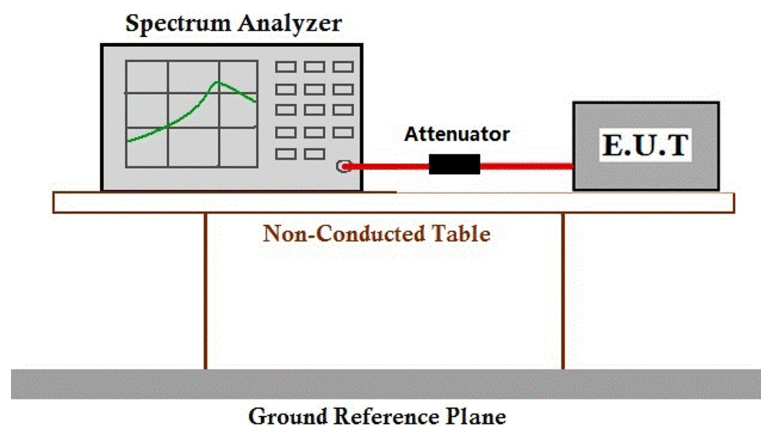 Spectrum Analyzer
Attenuator
E.U.T
Non-Conducted Table
Ground Reference Plane